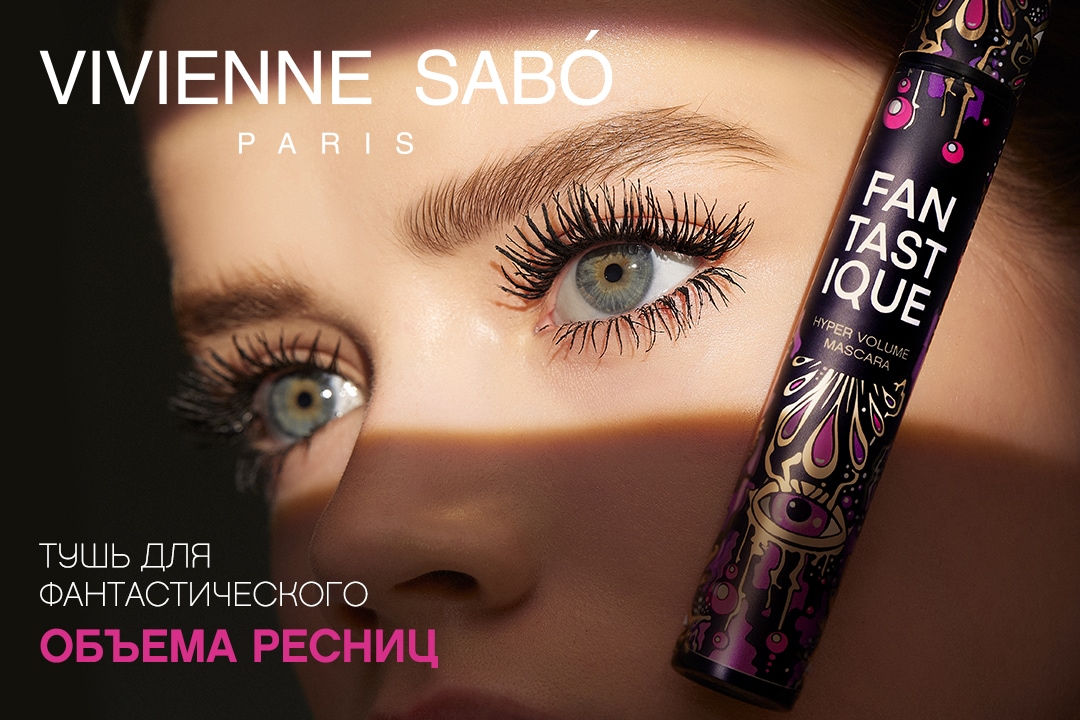 VIVIENNE SABÓ
PARIS
FAN
TAST
IQUE
HYPER VOLUME
MASCARA
ТУШЬ ДЛЯ
ФАНТАСТИЧЕСКОГО
ОБЪЕМА РЕСНИЦ